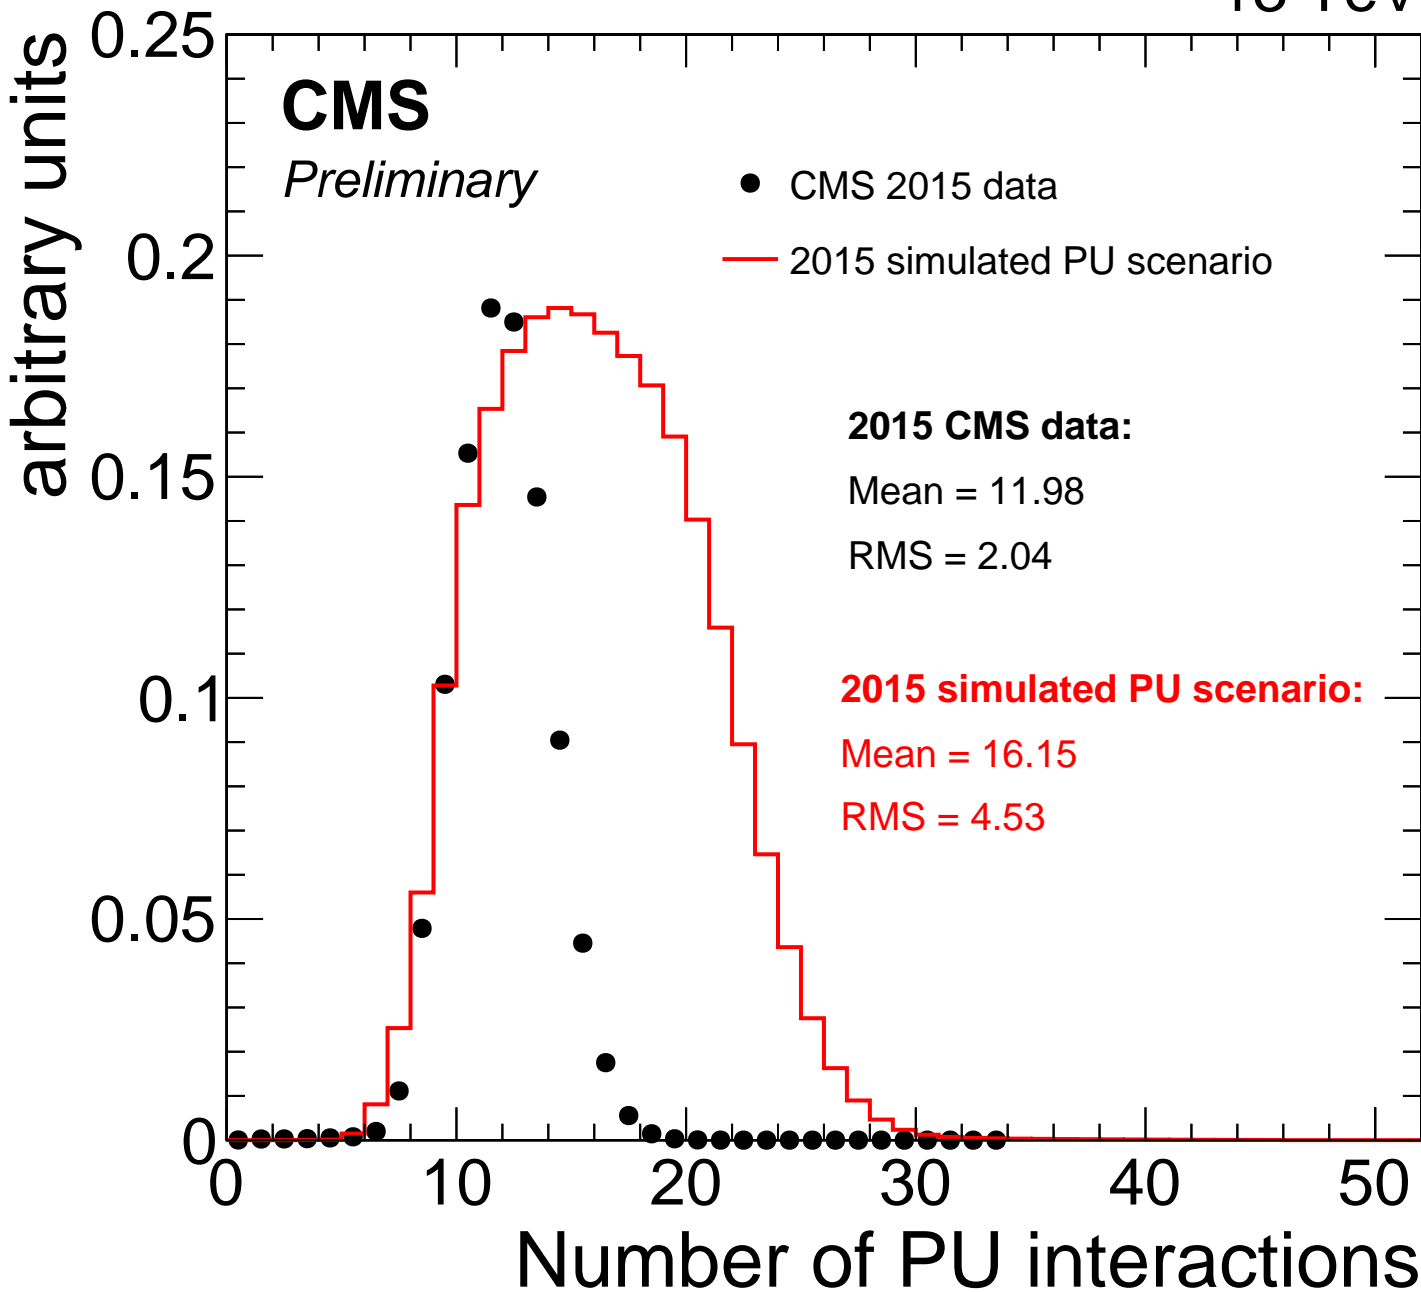 0.25
0.2
0.15
0.1
0.05
0
arbitrary units
CMS
Preliminary
CMS 2015 data
2015 simulated PU scenario
2015 CMS data:
Mean = 11.98
RMS = 2.04
2015 simulated PU scenario:
Mean = 16.15
RMS = 4.53
0 10 20 30 40 50
Number of PU interactions